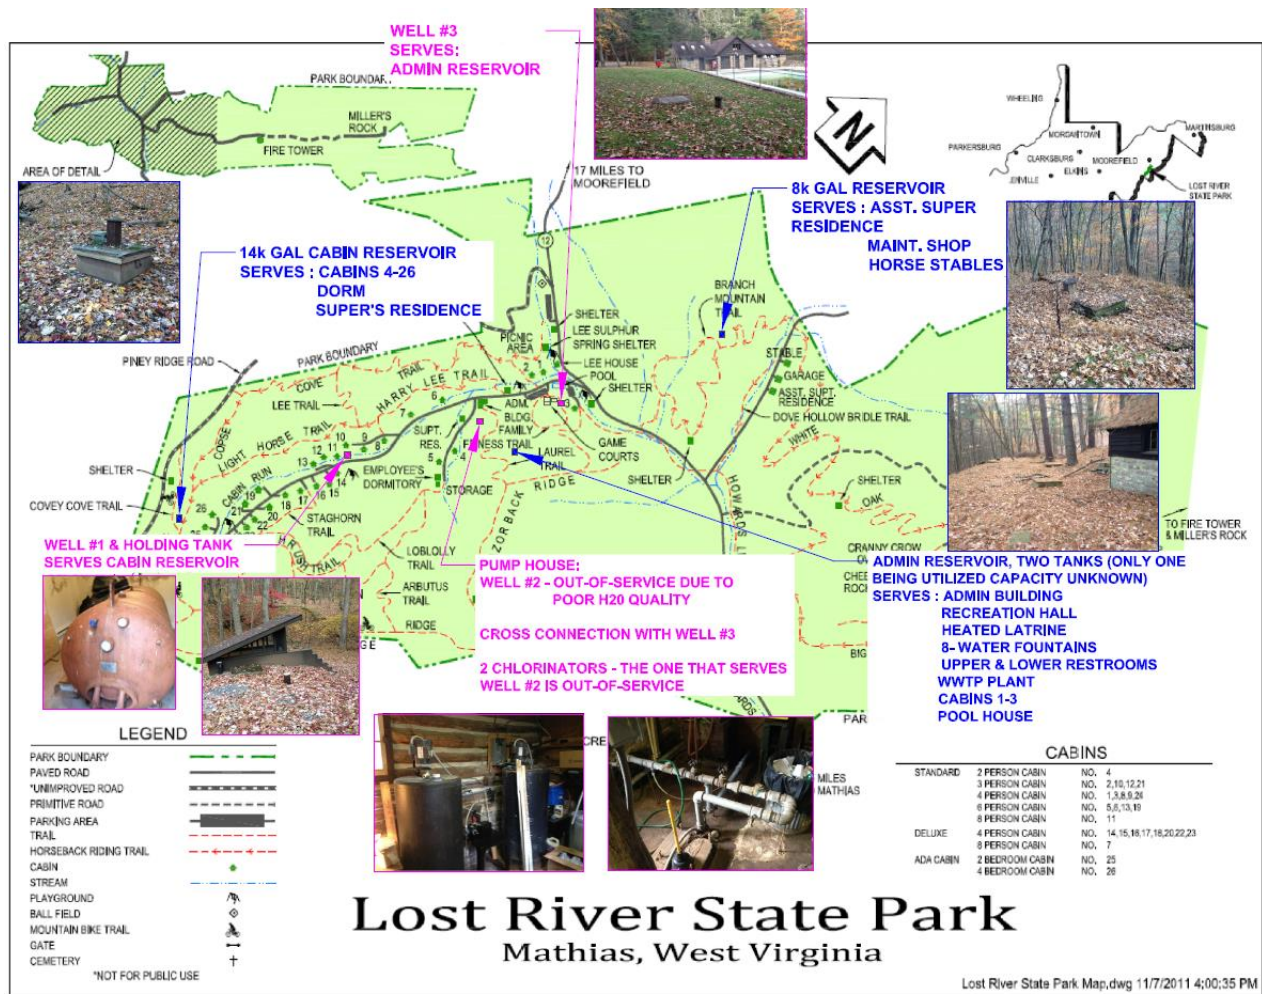 WELL #3
SERVES:
ADMIN RESERVOIR
PARK BOUNDAR
MILLER'S
ROCK
FIRE TOWER
AREA OF DETAIL
17 MILES TO
MOOREFIELD
N
WHEELING
MORGANTOWN
MARTINSBURG
PARKERSBURG
CLARKSBURG
MOOREFIELD
ELKINS
LOST RIVER
STATE PARK
8k GAL RESERVOIR
SERVES : ASST. SUPER
RESIDENCE
MAINT. SHOP
HORSE STABLES
14k GAL CABIN RESERVOIR
SERVES : CABINS 4-26
DORM
SUPER'S RESIDENCE
12
BRANCH
MOUNTAIN
TRAIL
SHELTER
LEE SULPHUR
SPRING SHELTER
PICNIC
AREA
LEE HOUSE
POOL
SHELTER
STABLE
GARAGE
ASST. SUPT.
RESIDENCE
DOVE HOLLOW BRIDLE TRAIL
PINEY RIDGE ROAD
PARK BOUNDARY
COPSE COVE TRAIL
HARRY LEE TRAIL
LEE TRAIL
LIGHT HORSE TRAIL
ADM.
BLDG.
FAMILY
FITNESS TRAIL
GAME
COURTS
LAUREL
TRAIL
SUPT.
RES.
EMPLOYEE'S
DORMITORY
STORAGE
SHELTER
WHITE
OAK
SHELTER
SHELTER
COVEY COVE TRAIL
CABIN RUN
STAGHORN
TRAIL
LOBLOLLY
TRAIL
ARBUTUS
TRAIL
RIDGE
ZORBACK
RIDGE
HOWARDS L
CRANNY CROW
TO FIRE TOWER
& MILLER'S ROCK
WELL #1 & HOLDING TANK
SERVES CABIN RESERVOIR
PUMP HOUSE:
WELL #2 - OUT-OF-SERVICE DUE TO
POOR H20 QUALITY
CROSS CONNECTION WITH WELL #3
2 CHLORINATORS - THE ONE THAT SERVES
WELL #2 IS OUT-OF-SERVICE
ADMIN RESERVOIR, TWO TANKS (ONLY ONE
BEING UTILIZED CAPACITY UNKNOWN)
SERVES : ADMIN BUILDING
RECREATION HALL
HEATED LATRINE
8- WATER FOUNTAINS
UPPER & LOWER RESTROOMS
WWTP PLANT
CABINS 1-3
POOL HOUSE
BIG
PAR
CRE
MILES
MATHIAS
LEGEND
PARK BOUNDARY
PAVED ROAD
*UNIMPROVED ROAD
PRIMITIVE ROAD
PARKING AREA
TRAIL
HORSEBACK RIDING TRAIL
CABIN
STREAM
PLAYGROUND
BALL FIELD
MOUNTAIN BIKE TRAIL
GATE
CEMETERY
*NOT FOR PUBLIC USE
CABINS
STANDARD 2 PERSON CABIN NO. 4
3 PERSON CABIN NO. 2,10,12,21
4 PERSON CABIN NO. 1,3,8,9,24
6 PERSON CABIN NO. 5,6,13,19
8 PERSON CABIN NO. 11
DELUXE 4 PERSON CABIN NO. 14,15,16,17,18,20,22,23
8 PERSON CABIN NO. 7
ADA CABIN 2 BEDROOM CABIN NO. 25
4 BEDROOM CABIN NO. 26
Lost River State Park
Mathias, West Virginia
Lost River State Park Map.dwg 11/7/2011 4:00:35 PM